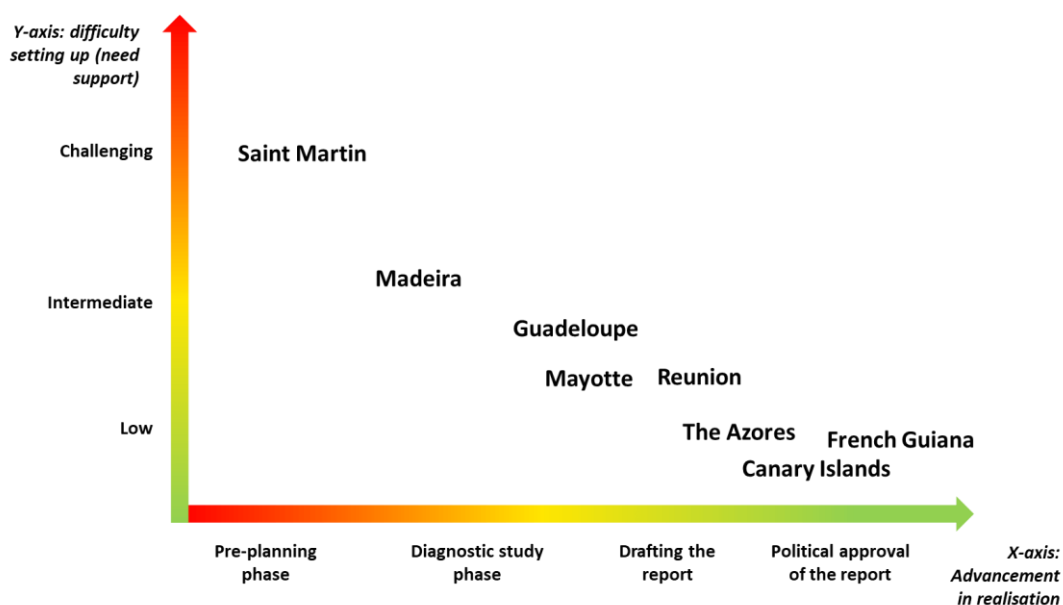 Y-axis: difficulty
setting up (need
support)
Challenging
Saint Martin
Madeira
Intermediate
Guadeloupe
Mayotte
Reunion
Low
The Azores
French Guiana
Canary Islands
Pre-planning
phase
Diagnostic study
phase
Drafting the
report
Political approval
of the report
X-axis:
Advancement
in realisation